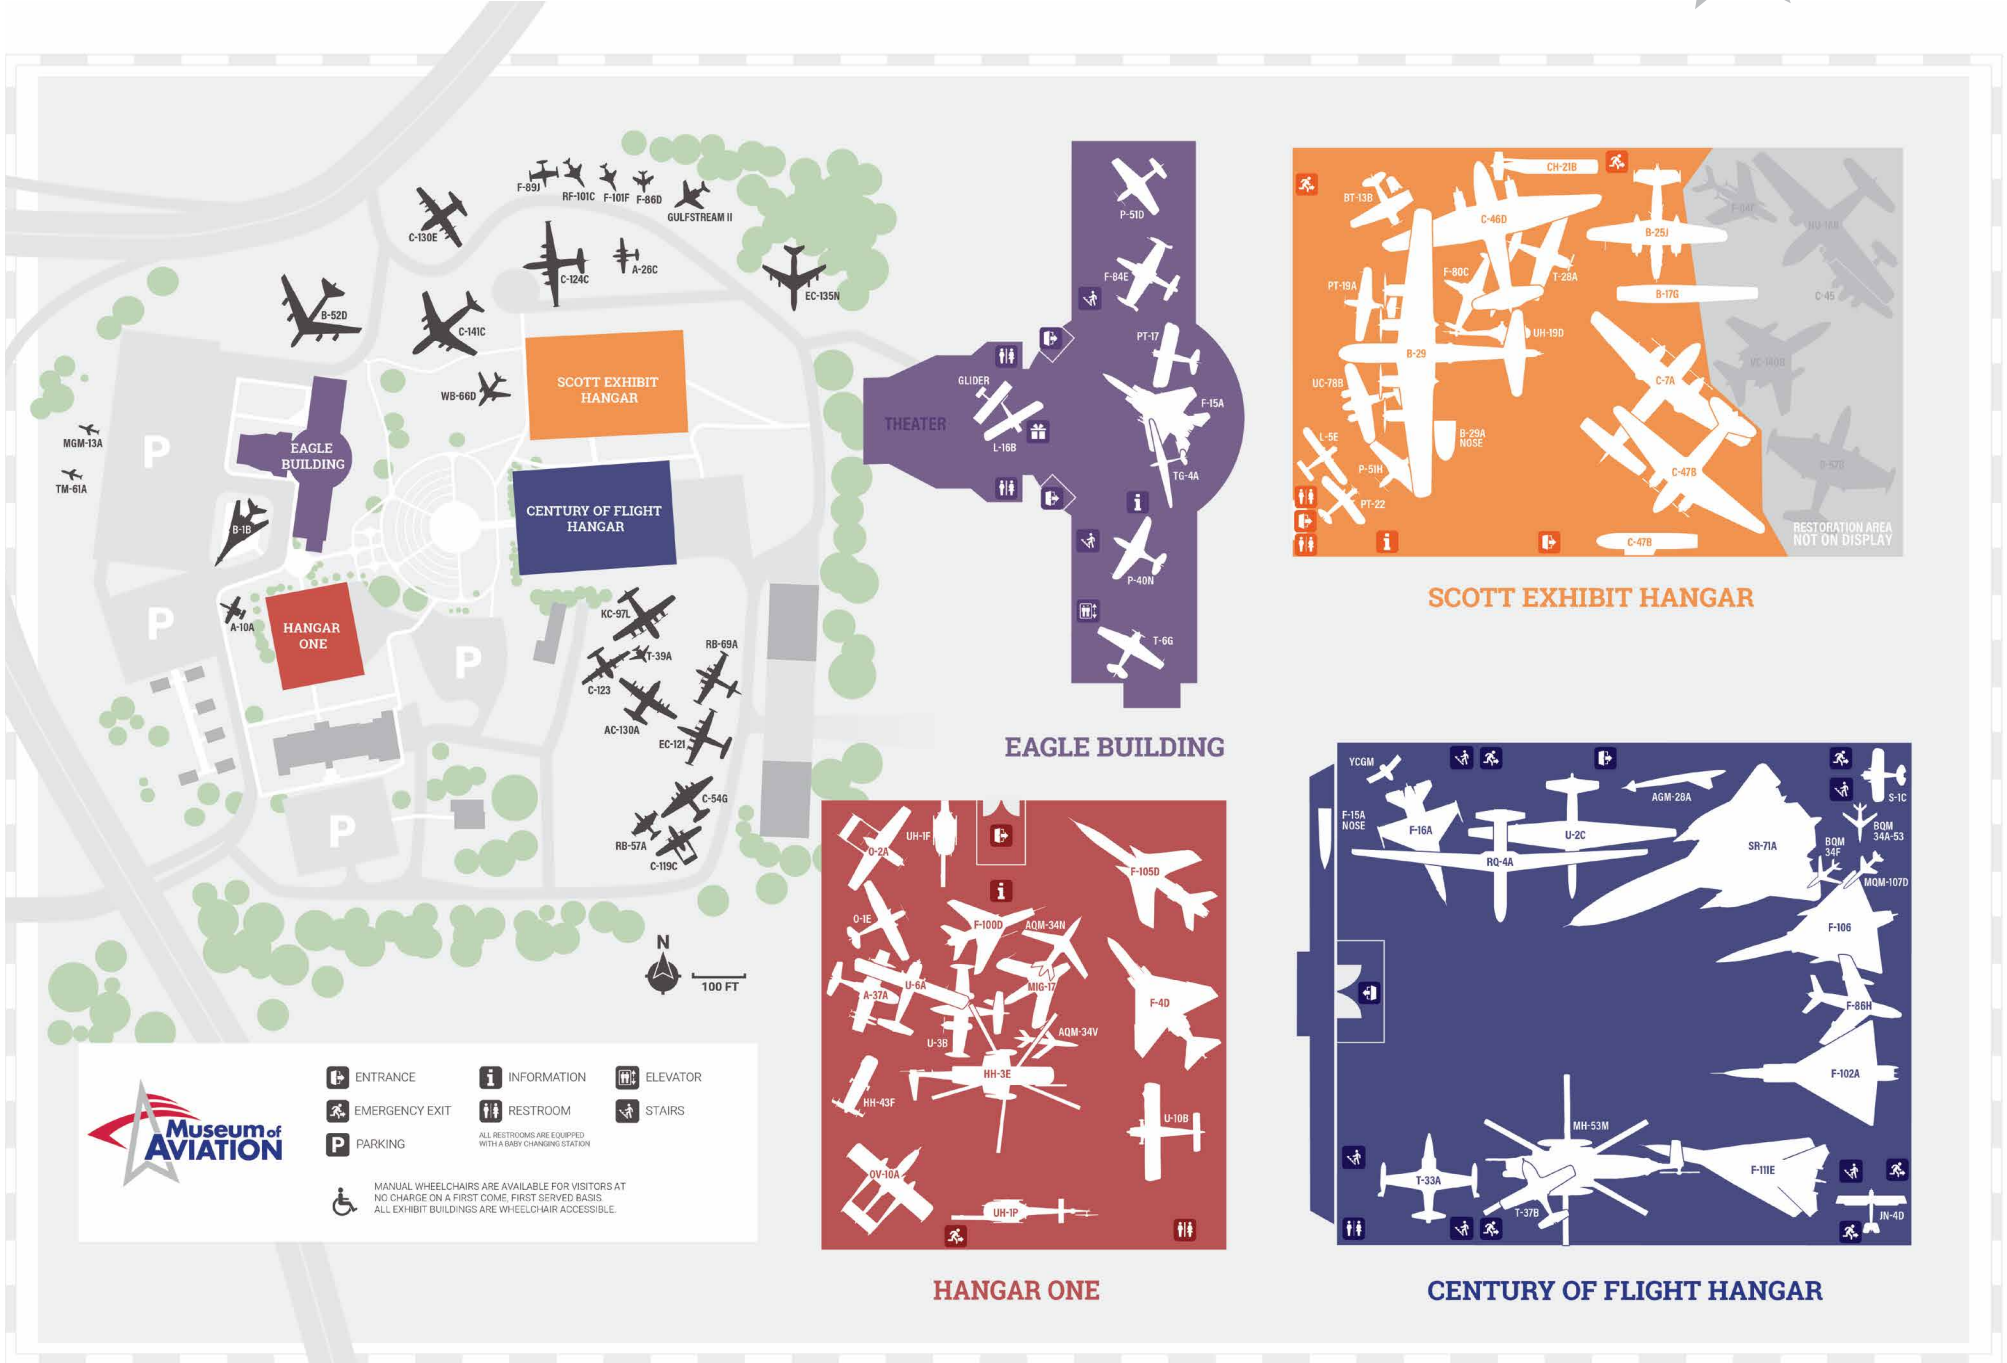 F-89J
RF-101C
F-101F
F-86D
GULFSTREAM II
C-130E
C-124C
A-26C
EC-135N
B-52D
C-141C
WB-66D
SCOTT EXHIBIT
HANGAR
MGM-13A
TM-61A
P
EAGLE
BUILDING
CENTURY OF FLIGHT
HANGAR
B-1B
P
A-10A
HANGAR
ONE
P
KC-97L
T-39A
RB-69A
C-123
AC-130A
EC-121
C-54G
RB-57A
C-119C
P
N
100 FT
P-51D
F-84E
PT-17
GLIDER
F-15A
THEATER
L-16B
TG-4A
P-40N
T-6G
EAGLE BUILDING
CH-21B
BT-13B
C-46D
B-25J
F-80C
T-28A
PT-19A
B-17G
C-45
UH-19D
B-29
UC-78B
C-7A
B-29A
NOSE
L-5E
P-51H
C-47B
PT-22
C-47B
RESTORATION AREA
NOT ON DISPLAY
SCOTT EXHIBIT HANGAR
UH-1F
O-2A
F-105D
O-1E
F-100D
AQM-34N
A-37A
U-6A
MIG-17
F-4D
U-3B
AQM-34V
HH-3E
HH-43F
U-10B
OV-10A
UH-1P
HANGAR ONE
YCGM
F-15A
NOSE
F-16A
U-2C
AGM-28A
S-1C
BQM
34A-53
BQM
34F
SR-71A
RQ-4A
MQM-107D
F-106
F-86H
F-102A
MH-53M
T-33A
T-37B
F-111E
JN-4D
CENTURY OF FLIGHT HANGAR
Museum of
AVIATION
ENTRANCE
INFORMATION
ELEVATOR
EMERGENCY EXIT
RESTROOM
STAIRS
P PARKING
ALL RESTROOMS ARE EQUIPPED
WITH A BABY CHANGING STATION
MANUAL WHEELCHAIRS ARE AVAILABLE FOR VISITORS AT
NO CHARGE ON A FIRST COME, FIRST SERVED BASIS.
ALL EXHIBIT BUILDINGS ARE WHEELCHAIR ACCESSIBLE.